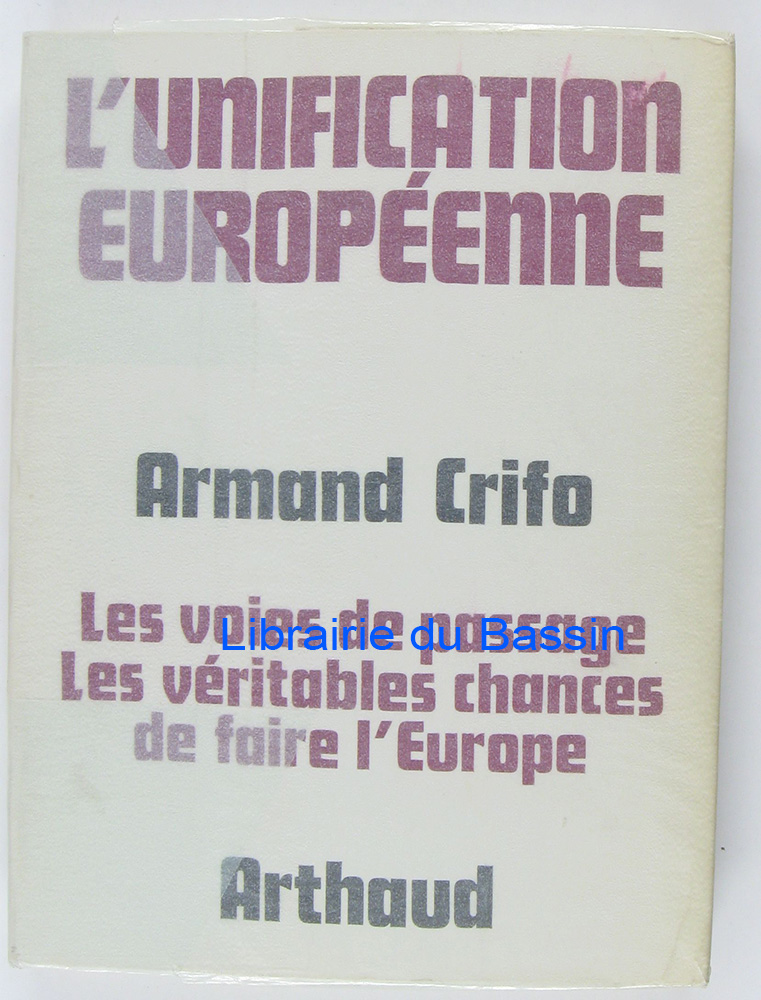 L'UNIFICATION
EUROPÉENNE
Armand Crifo
Les voies de passage
Librairie du Bassin
Les véritables chances
de faire l'Europe
Arthaud